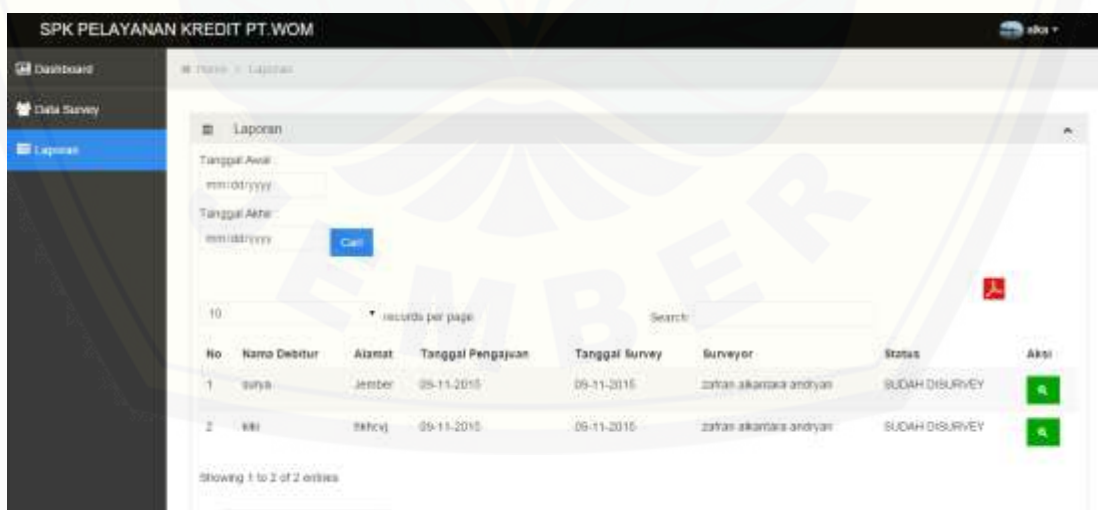 SPK PELAYANAN KREDIT PT.WOM
Dashboard
Home > Laporan
Data Survey
Laporan
Laporan
Tanggal Awal :
mm/dd/yyyy
Tanggal Akhir :
mm/dd/yyyy
Cari
10 records per page
Search:
No Nama Debitur Alamat Tanggal Pengajuan Tanggal Survey Surveyor Status Aksi
1 surya Jember 09-11-2015 09-11-2015 zafran alkantara andryan SUDAH DISURVEY
2 kiki 09-11-2015 09-11-2015 zafran alkantara andryan SUDAH DISURVEY
Showing 1 to 2 of 2 entries
EMBER